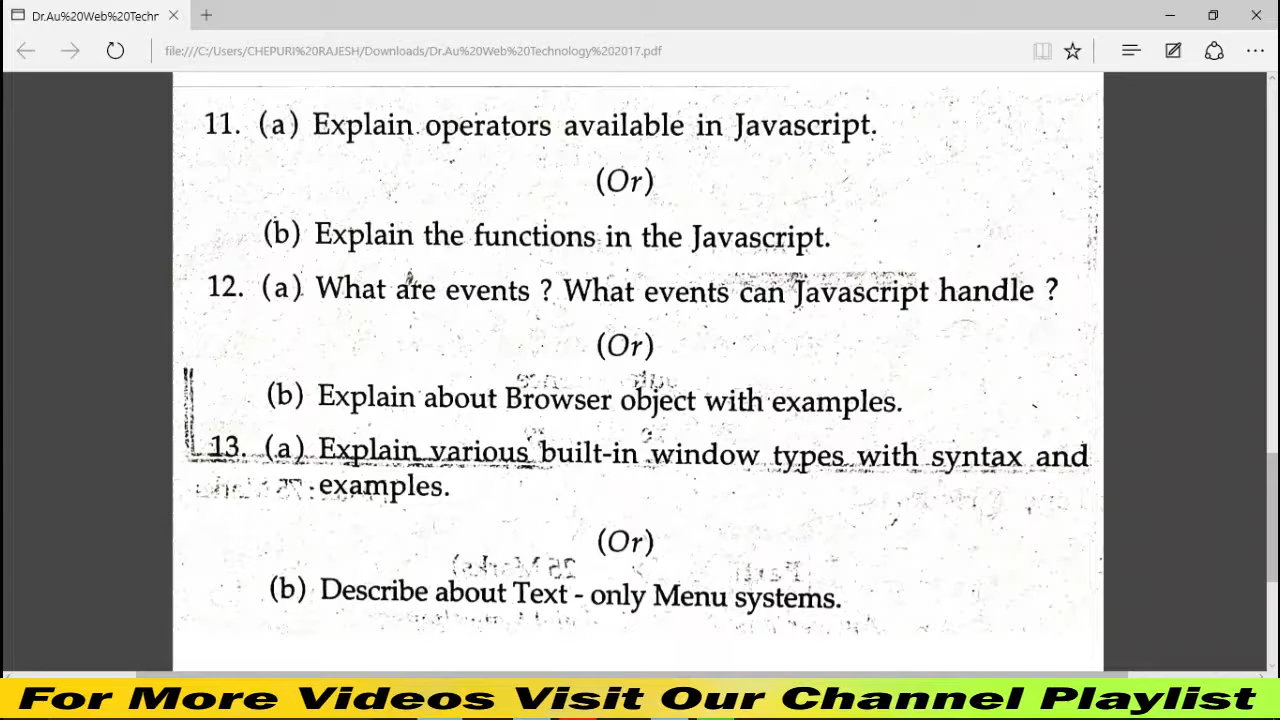 Dr.Au%20Web%20Techr
file:///C:/Users/CHEPURI%20RAJESH/Downloads/Dr.Au%20Web%20Technology%202017.pdf
11. (a) Explain operators available in Javascript.
(Or)
(b) Explain the functions in the Javascript.
12. (a) What are events ? What events can Javascript handle ?
(Or)
(b) Explain about Browser object with examples.
13. (a) Explain various built-in window types with syntax and
examples.
(Or)
(b) Describe about Text - only Menu systems.
For More Videos Visit Our Channel Playlist